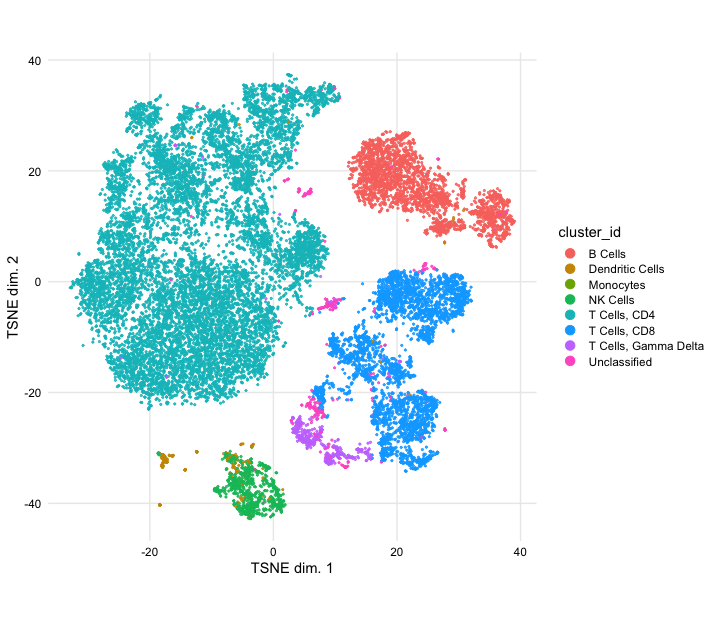 40
20
0
-20
-40
TSNE dim. 2
-20
0
20
40
TSNE dim. 1
cluster_id
B Cells
Dendritic Cells
Monocytes
NK Cells
T Cells, CD4
T Cells, CD8
T Cells, Gamma Delta
Unclassified